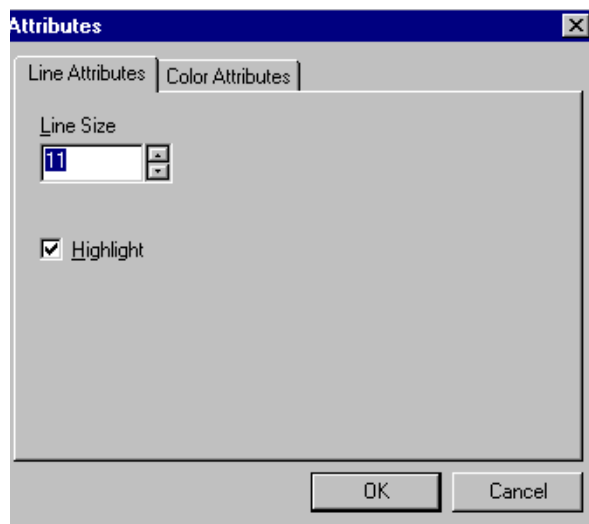 Attributes
Line Attributes Color Attributes
Line Size
11
Highlight
OK Cancel